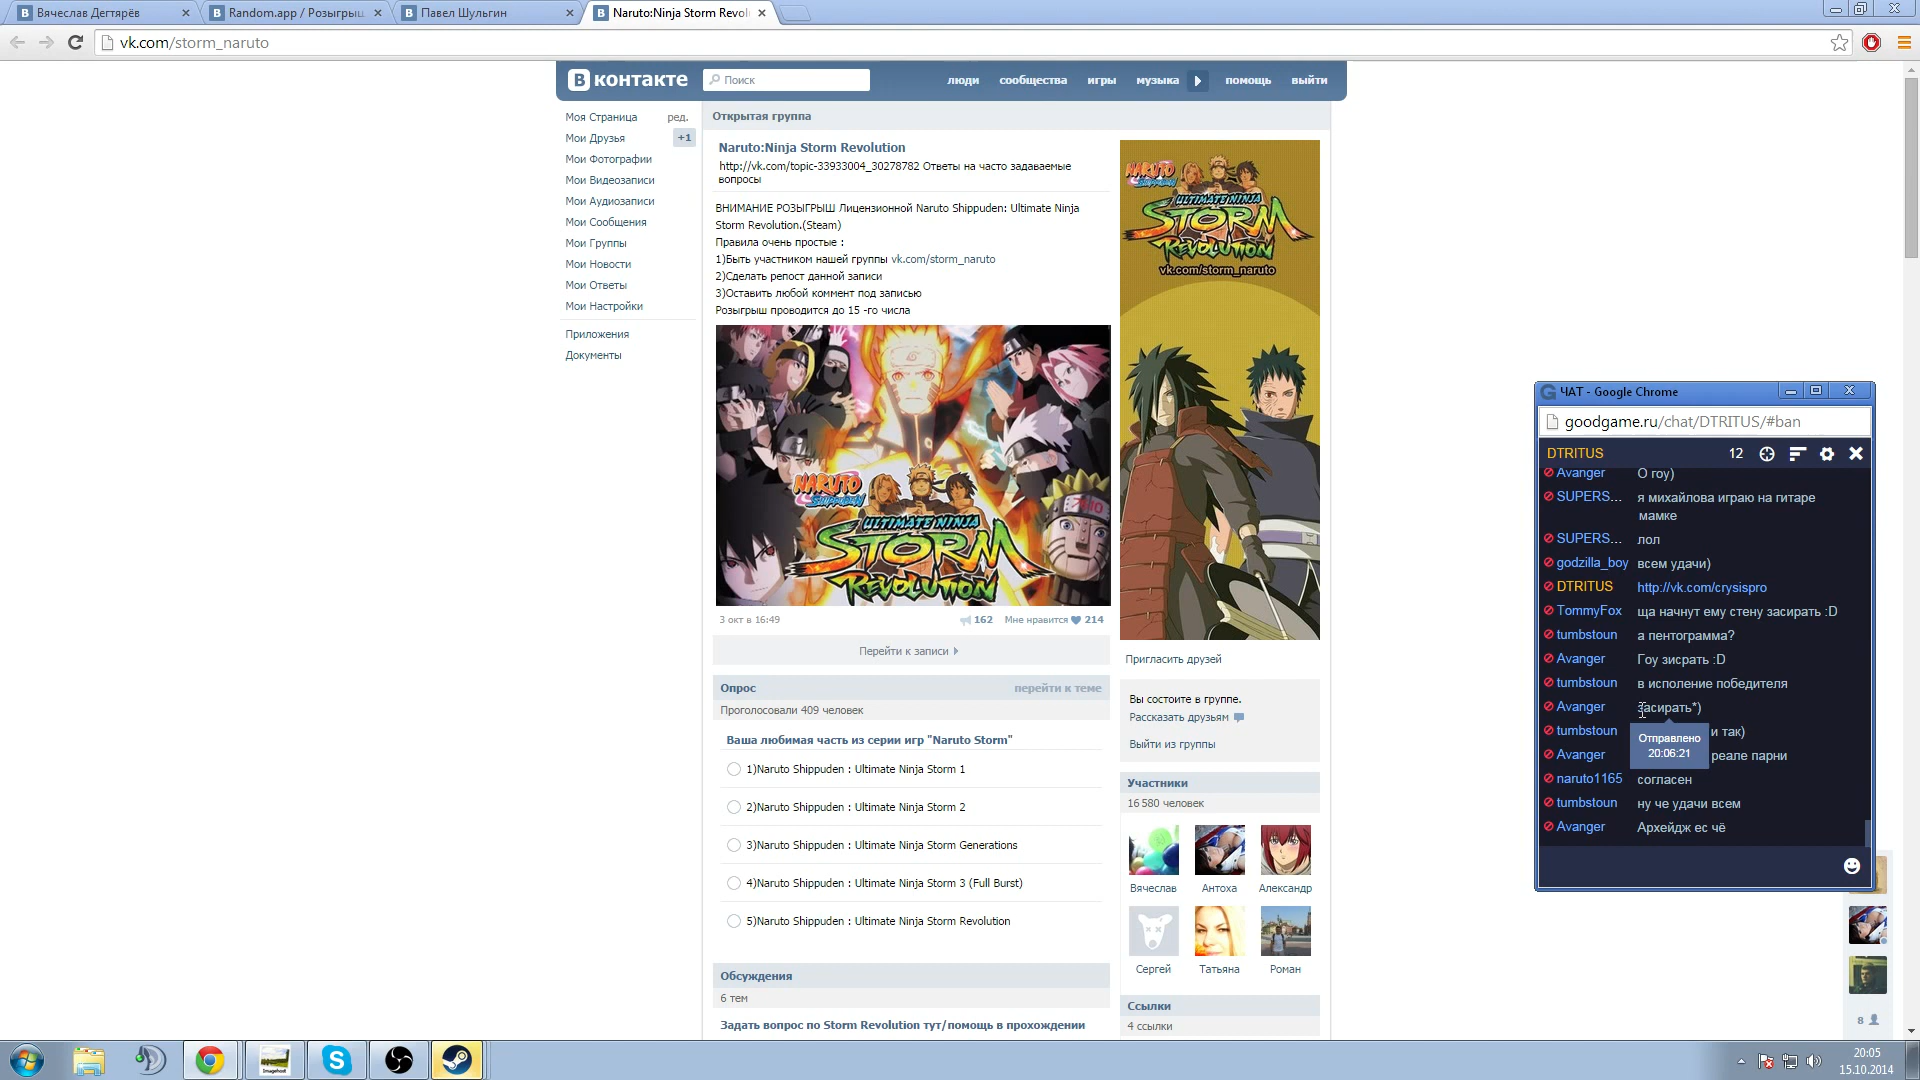 Вячеслав Дегтярёв
Random.app / Розыгрыш
Павел Шульгин
Naruto:Ninja Storm Revol
vk.com/storm_naruto
В контакте
Поиск
люди
сообщества
игры
музыка
помощь
выйти
Моя Страница
ред.
Мои Друзья
+1
Мои Фотографии
Мои Видеозаписи
Мои Аудиозаписи
Мои Сообщения
Мои Группы
Мои Новости
Мои Ответы
Мои Настройки
Приложения
Документы
Открытая группа
Naruto:Ninja Storm Revolution
http://vk.com/topic-33933004_30278782 Ответы на часто задаваемые
вопросы
ВНИМАНИЕ РОЗЫГРЫШ Лицензионной Naruto Shippuden: Ultimate Ninja
Storm Revolution.(Steam)
Правила очень простые :
1)Быть участником нашей группы vk.com/storm_naruto
2)Сделать репост данной записи
3)Оставить любой коммент под записью
Розыгрыш проводится до 15 -го числа
NARUTO
SHIPPUDEN
ULTIMATE NINJA
STORM
REVOLUTION
3 окт в 16:49
162
Мне нравится
214
Перейти к записи
Опрос
перейти к теме
Проголосовали 409 человек
Ваша любимая часть из серии игр "Naruto Storm"
1)Naruto Shippuden : Ultimate Ninja Storm 1
2)Naruto Shippuden : Ultimate Ninja Storm 2
3)Naruto Shippuden : Ultimate Ninja Storm Generations
4)Naruto Shippuden : Ultimate Ninja Storm 3 (Full Burst)
5)Naruto Shippuden : Ultimate Ninja Storm Revolution
Обсуждения
6 тем
Задать вопрос по Storm Revolution тут/помощь в прохождении
NARUTO
SHIPPUDEN
ULTIMATE NINJA
STORM
REVOLUTION
vk.com/storm_naruto
Пригласить друзей
Вы состоите в группе.
Рассказать друзьям
Выйти из группы
Участники
16 580 человек
Вячеслав
Антоха
Александр
Сергей
Татьяна
Роман
Ссылки
4 ссылки
ЧАТ - Google Chrome
goodgame.ru/chat/DTRITUS/#ban
DTRITUS
12
Avanger О гоу)
SUPERS... я михайлова играю на гитаре
мамке
SUPERS... лол
godzilla_boy всем удачи)
DTRITUS http://vk.com/crysispro
TommyFox ща начнут ему стену засирать :D
tumbstoun а пентограмма?
Avanger Гоу зисрать :D
tumbstoun в исполение победителя
Avanger засирать*)
tumbstoun и так)
Отправлено
20:06:21
Avanger реале парни
naruto1165 согласен
tumbstoun ну че удачи всем
Avanger Архейдж ес чё
8
Imagehost
20:05
15.10.2014